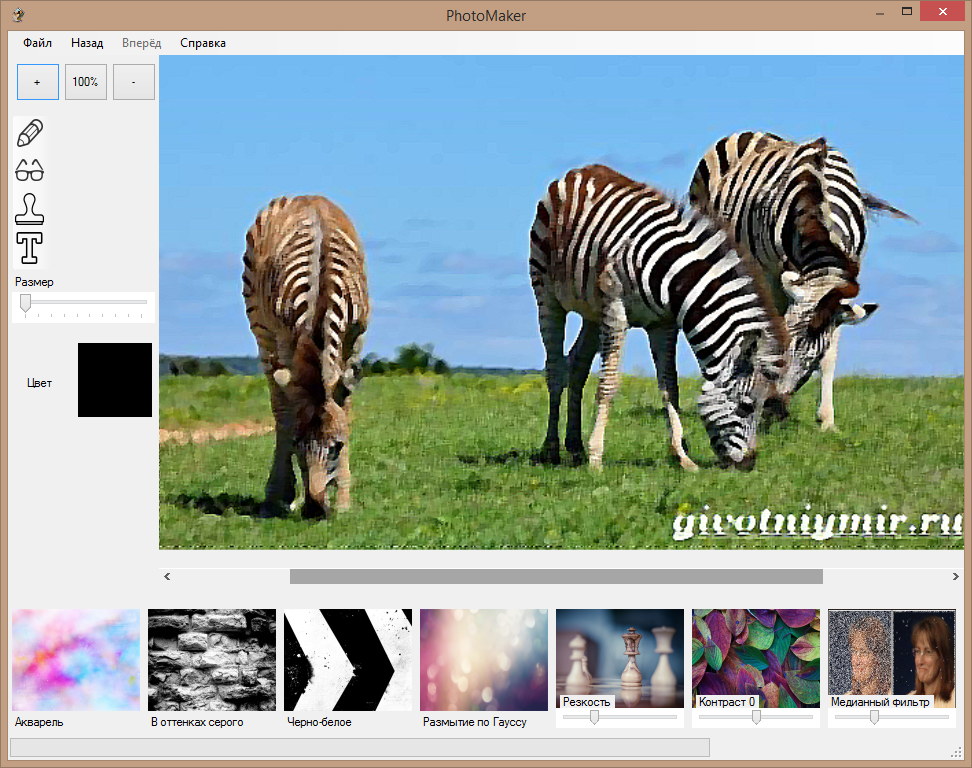 PhotoMaker
Файл Назад Вперёд Справка
+ 100% -
Размер
Цвет
givotniymir.ru
Акварель
В оттенках серого
Черно-белое
Размытие по Гауссу
Резкость
Контраст 0
Медианный фильтр